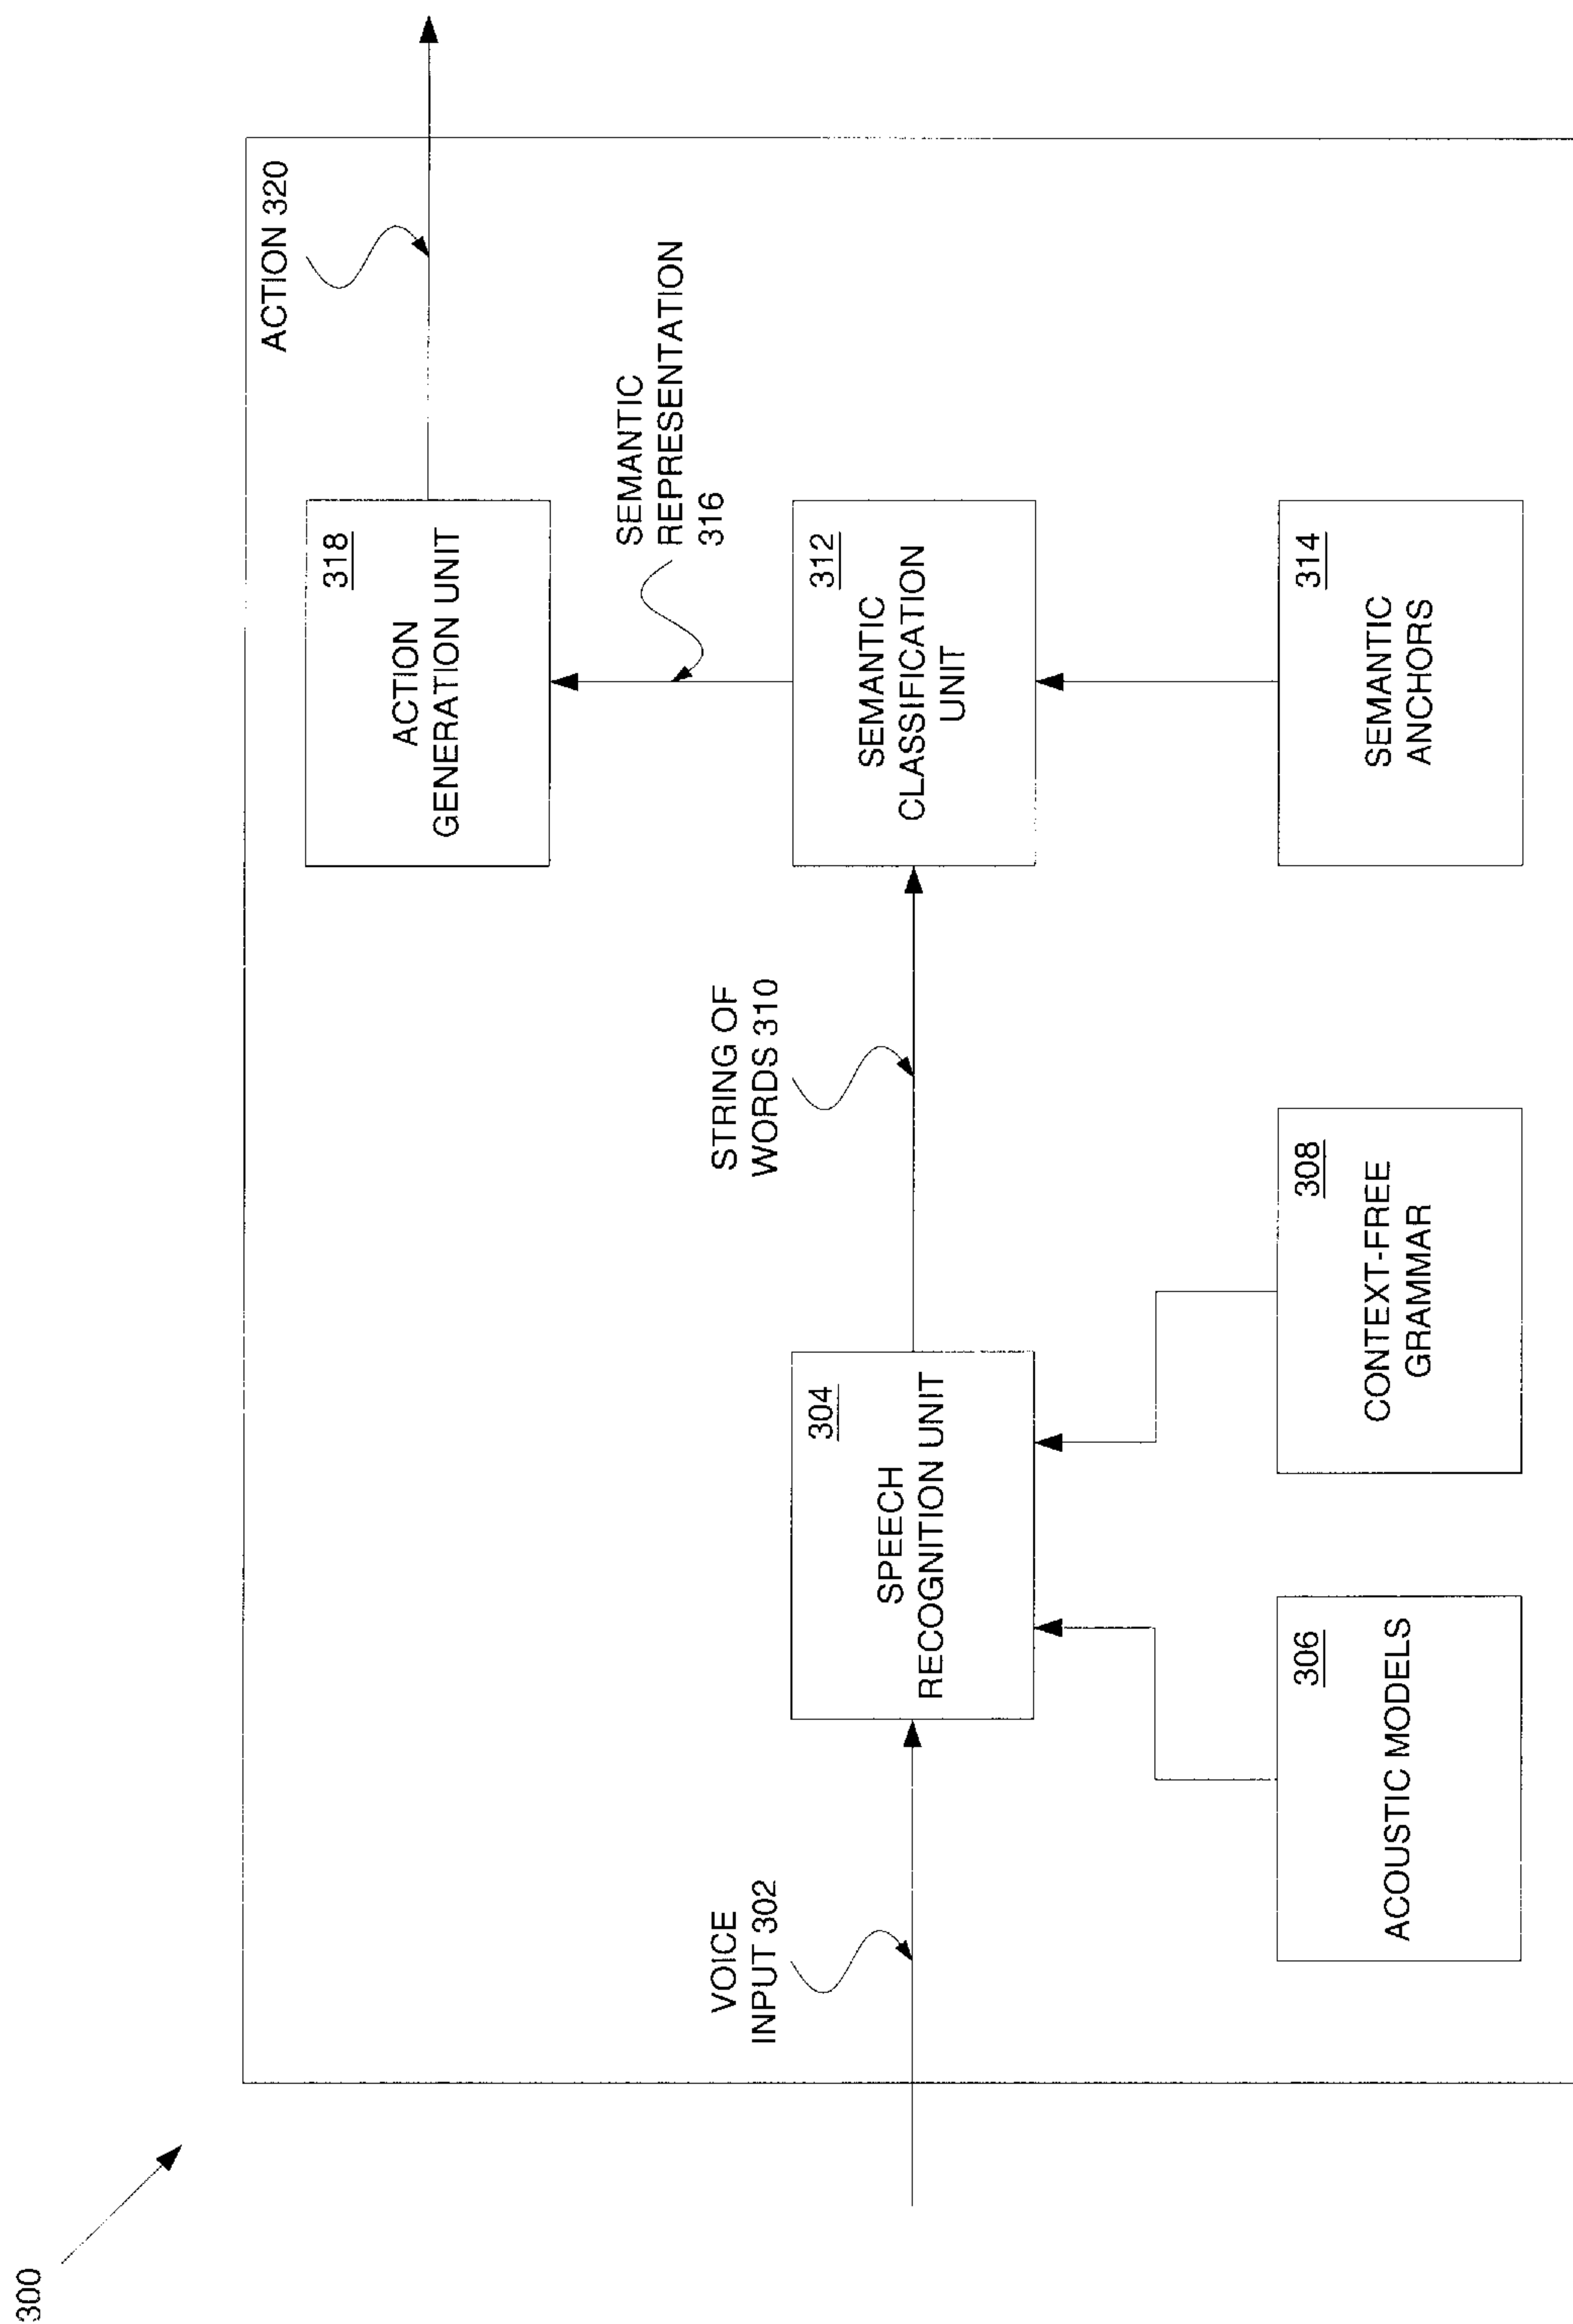 300
VOICE
INPUT 302
304
SPEECH
RECOGNITION UNIT
306
ACOUSTIC MODELS
308
CONTEXT-FREE
GRAMMAR
STRING OF
WORDS 310
318
ACTION
GENERATION UNIT
SEMANTIC
REPRESENTATION
316
312
SEMANTIC
CLASSIFICATION
UNIT
314
SEMANTIC
ANCHORS
ACTION 320